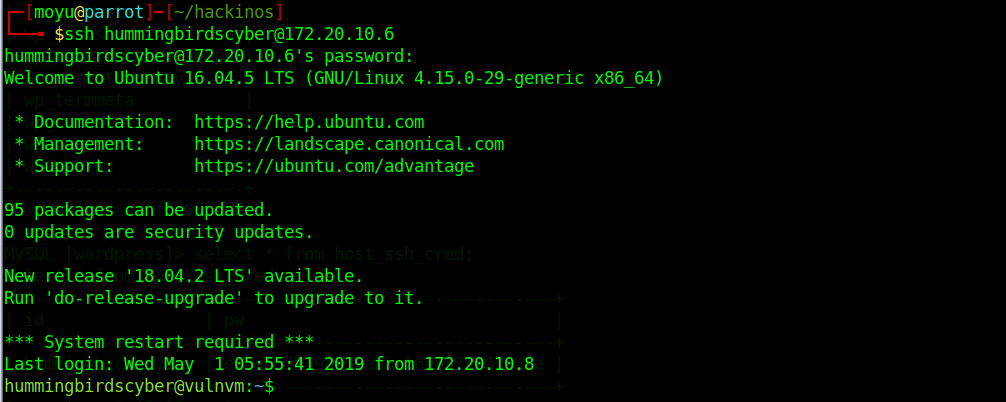 ┌─[moyu@parrot]─[~/hackinos]
└──╼ $ssh hummingbirdscyber@172.20.10.6
hummingbirdscyber@172.20.10.6's password:
Welcome to Ubuntu 16.04.5 LTS (GNU/Linux 4.15.0-29-generic x86_64)
| wp_termmeta |
 * Documentation:  https://help.ubuntu.com
 * Management:     https://landscape.canonical.com
 * Support:        https://ubuntu.com/advantage
+-----------------------+
95 packages can be updated.
0 updates are security updates.
MySQL [wordpress]> select * from host_ssh_cred;
New release '18.04.2 LTS' available.
Run 'do-release-upgrade' to upgrade to it.
| id | pw |
*** System restart required ***
Last login: Wed May  1 05:55:41 2019 from 172.20.10.8
hummingbirdscyber@vulnvm:~$